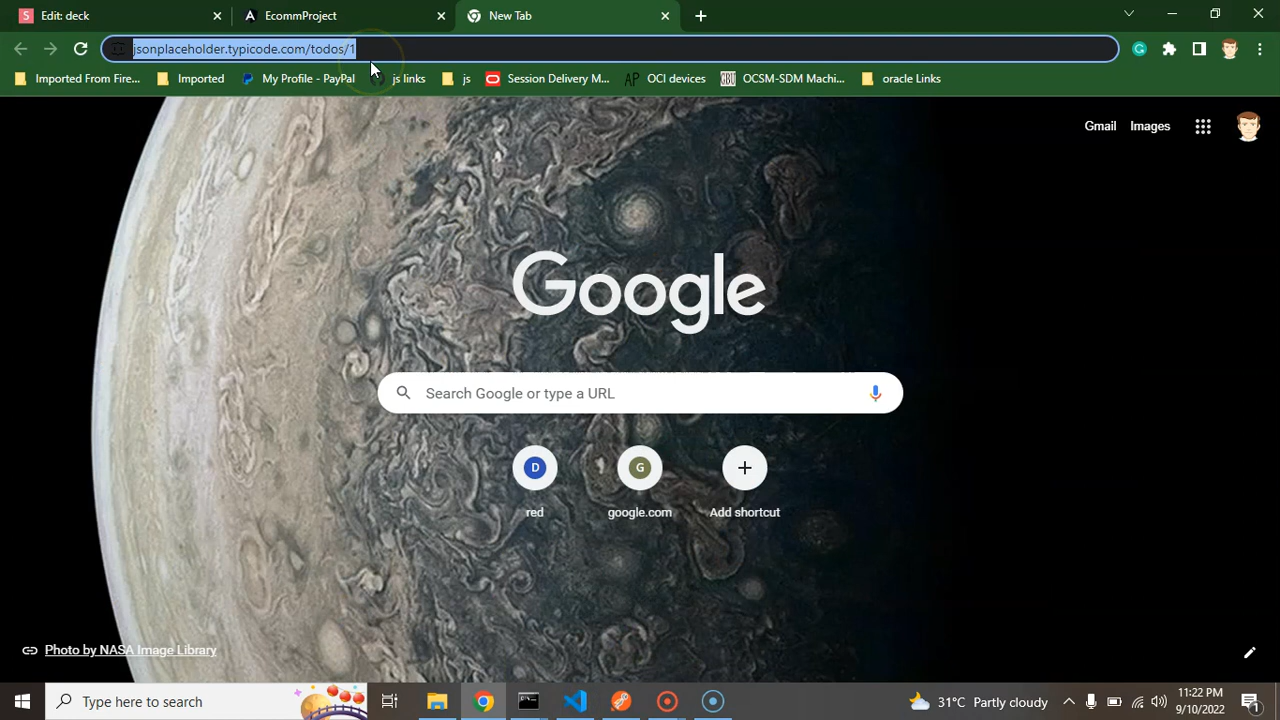 S Edit: deck
EcommProject
New Tab
jsonplaceholder.typicode.com/todos/1
Imported From Fire...
Imported
My Profile - PayPal
js links
js
Session Delivery M...
AP OCI devices
GBU OCSM-SDM Machi...
oracle Links
Gmail
Images
Google
Search Google or type a URL
D
G
red
google.com
Add shortcut
Photo by NASA Image Library
Type here to search
31°C Partly cloudy
11:22 PM
9/10/2022
1